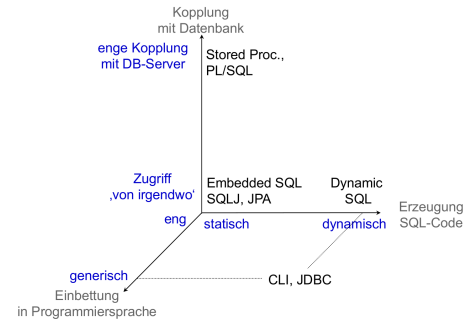 Kopplung
mit Datenbank
enge Kopplung
mit DB-Server
Stored Proc.,
PL/SQL
Zugriff
‚von irgendwo‘
Embedded SQL
SQLJ, JPA
Dynamic
SQL
Erzeugung
SQL-Code
eng
statisch
dynamisch
generisch
CLI, JDBC
Einbettung
in Programmiersprache